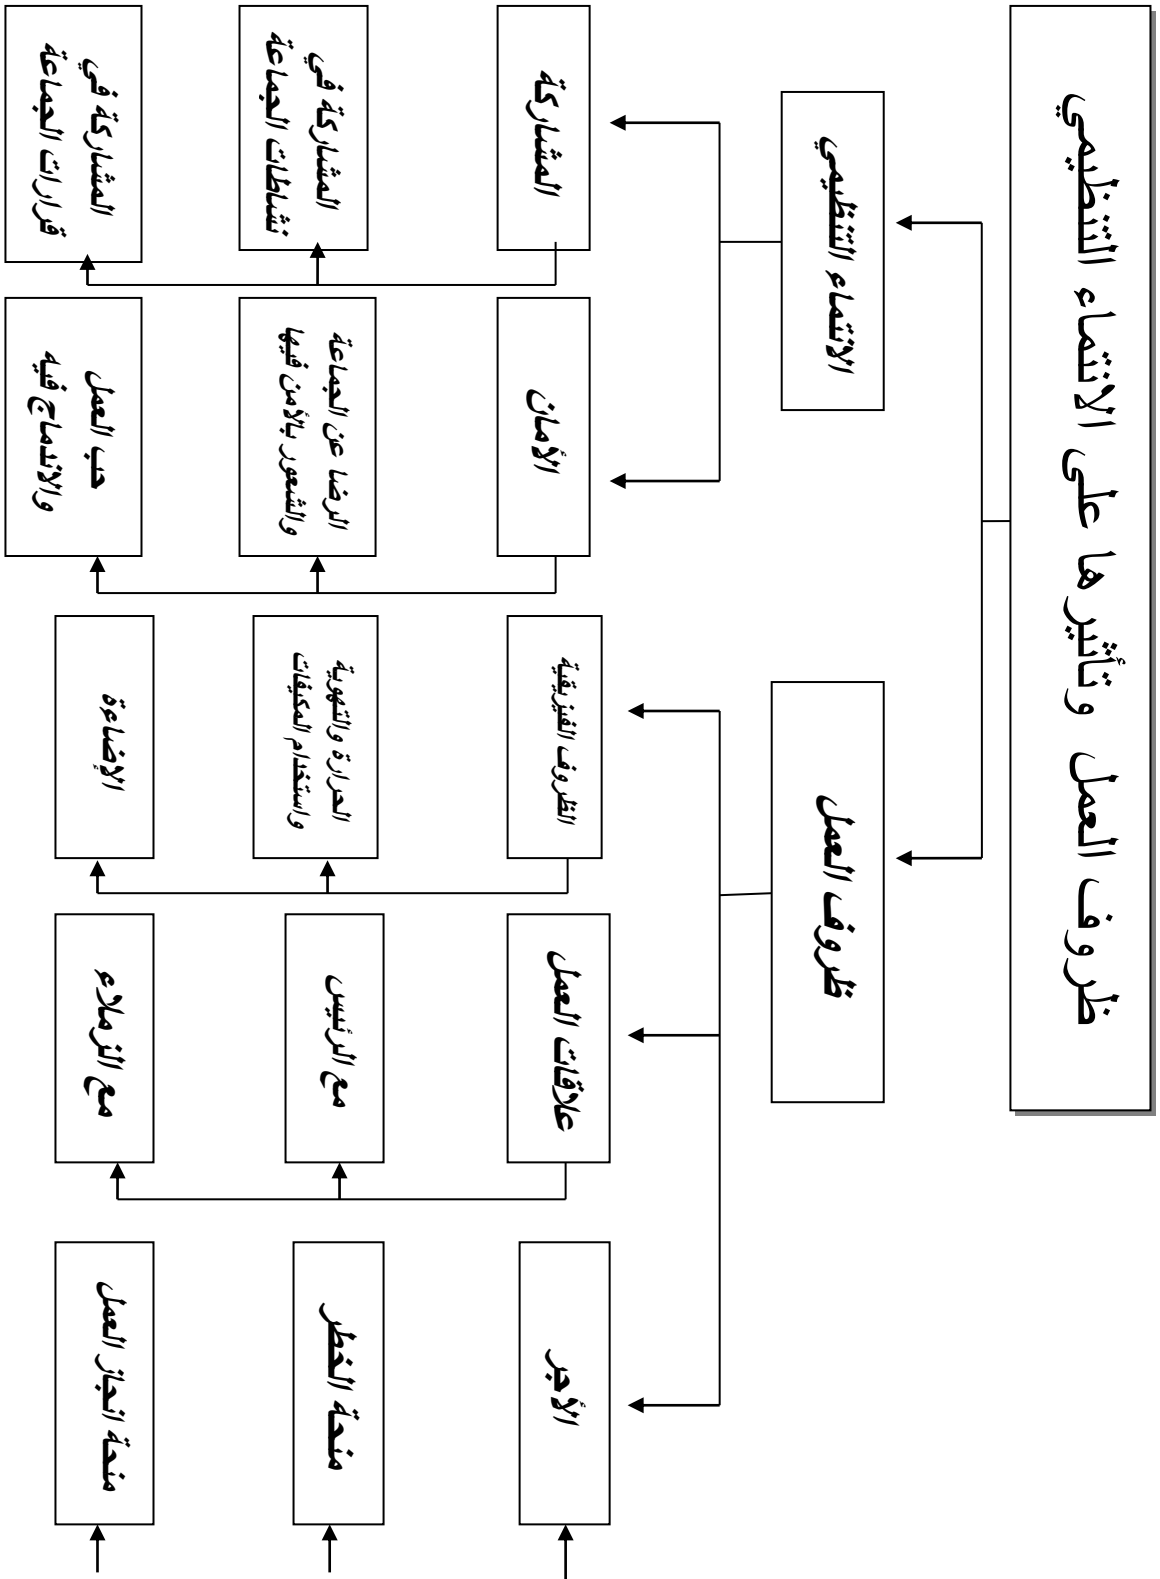 ظروف العمل وتأثيرها على الانتماء التنظيمي
ظروف العمل
الانتماء التنظيمي
الأجر
علاقات العمل
الظروف الفيزيقية
الأمان
المشاركة
منحة الخطر
مع الرئيس
الحرارة والتهوية
واستخدام المكيفات
الرضا عن الجماعة
والشعور بالأمن فيها
المشاركة في
نشاطات الجماعة
منحة انجاز العمل
مع الزملاء
الإضاءة
حب العمل
والاندماج فيه
المشاركة في
قرارات الجماعة